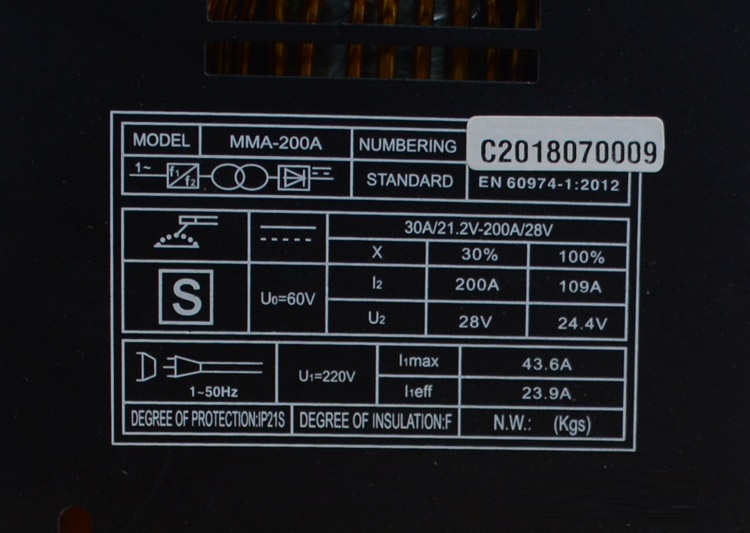 MODEL MMA-200A NUMBERING C2018070009
1~ f1 f2 STANDARD EN 60974-1:2012
30A/21.2V-200A/28V
X 30% 100%
S U₀=60V I₂ 200A 109A
U₂ 28V 24.4V
1~50Hz U₁=220V I₁max 43.6A
I₁eff 23.9A
DEGREE OF PROTECTION:IP21S DEGREE OF INSULATION:F N.W.: (Kgs)